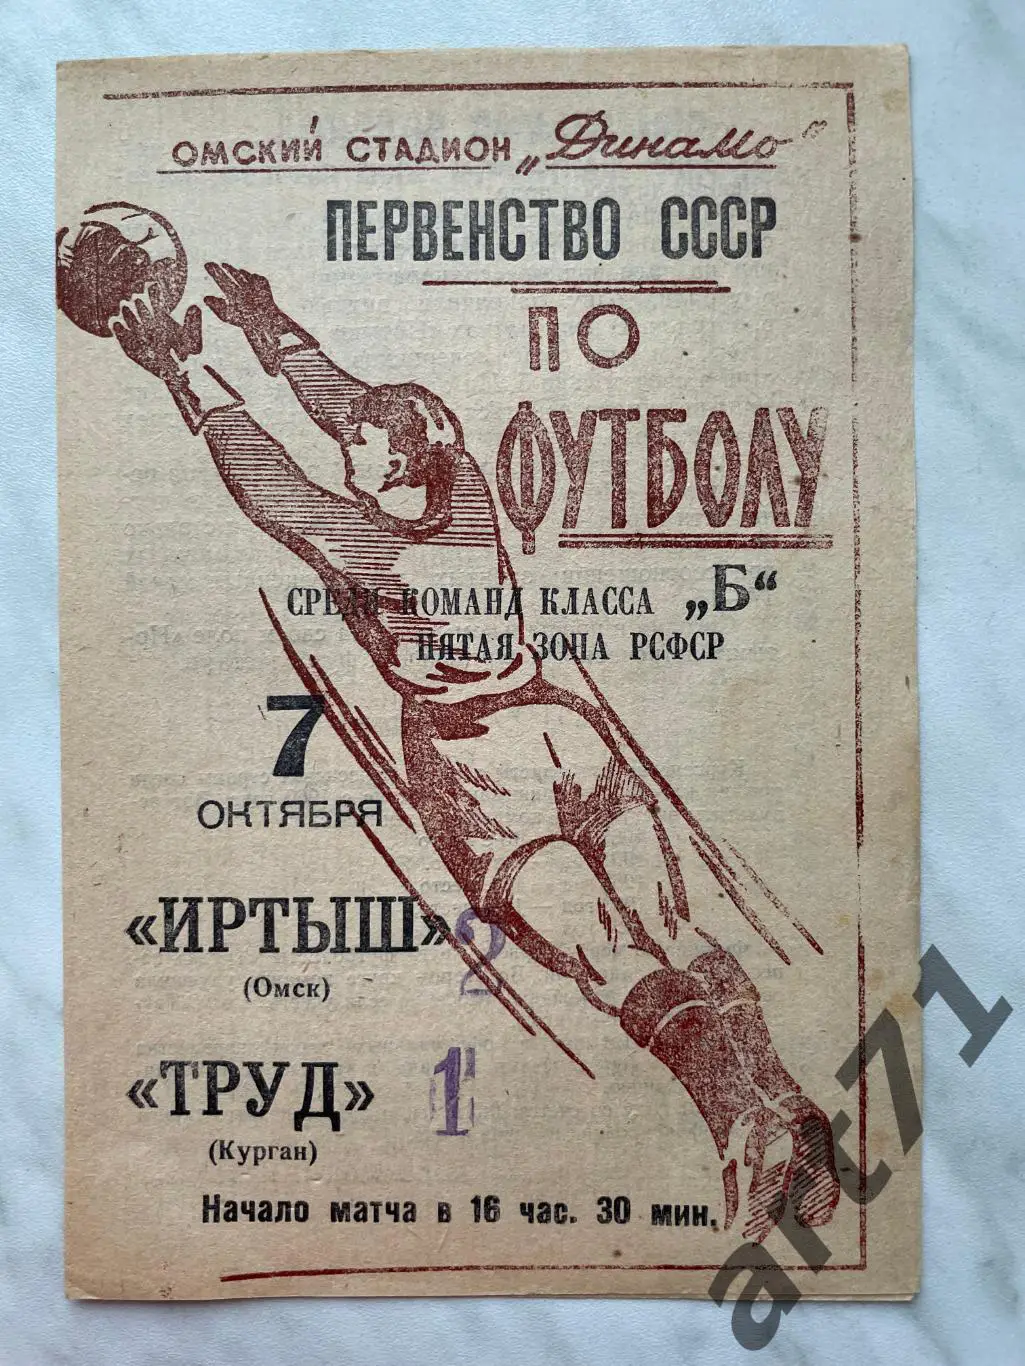 ОМСКИЙ СТАДИОН „Динамо“
ПЕРВЕНСТВО СССР
ПО
ФУТБОЛУ
СРЕДИ КОМАНД КЛАССА „Б“
ПЯТАЯ ЗОНА РСФСР
7
ОКТЯБРЯ
«ИРТЫШ» 2
(Омск)
«ТРУД» 1
(Курган)
Начало матча в 16 час. 30 мин.
art71